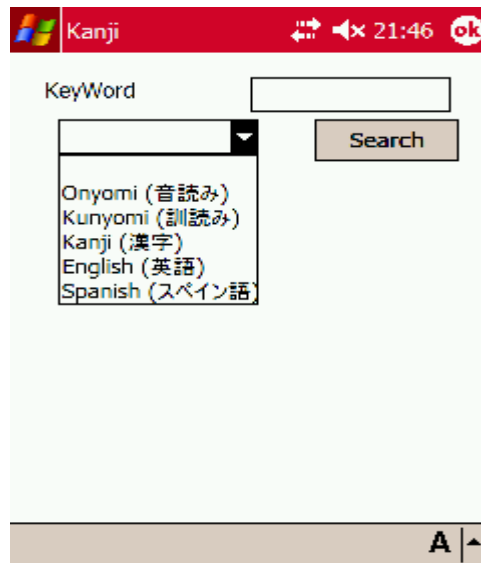 Kanji 21:46 ok
KeyWord
Search
Onyomi (音読み)
Kunyomi (訓読み)
Kanji (漢字)
English (英語)
Spanish (スペイン語)
A